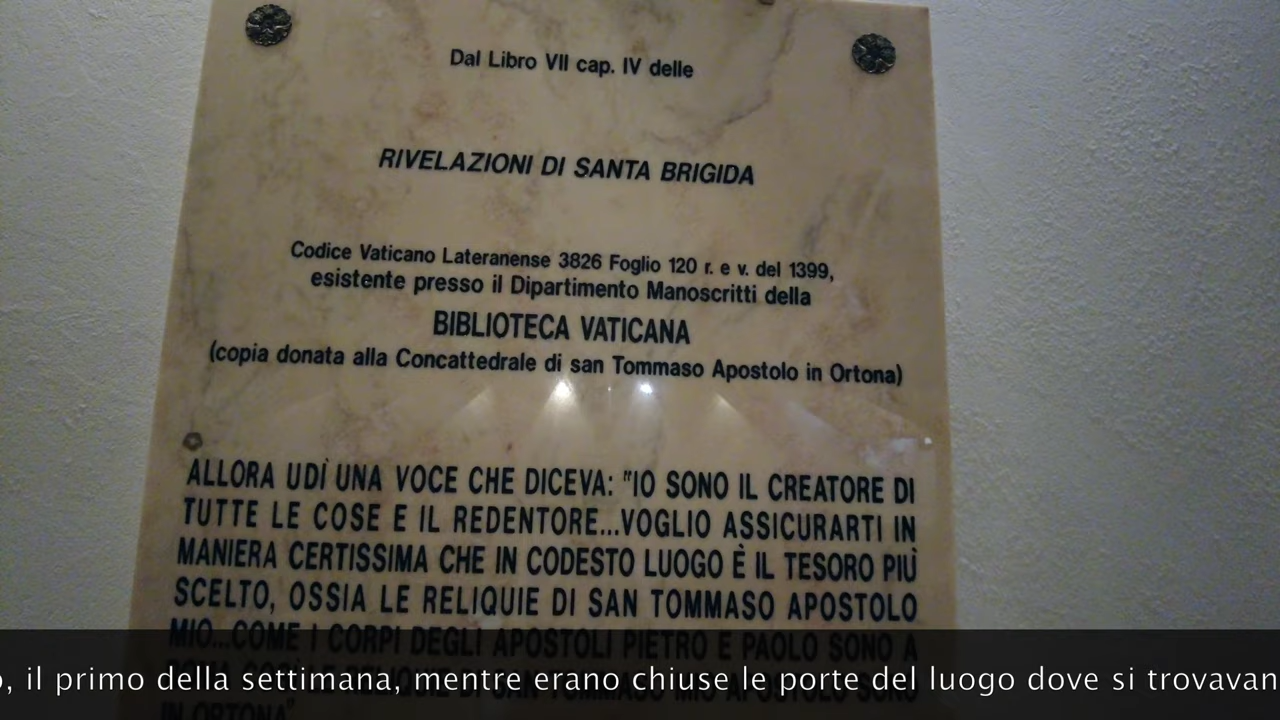 Dal Libro VII cap. IV delle
RIVELAZIONI DI SANTA BRIGIDA
Codice Vaticano Lateranense 3826 Foglio 120 r. e v. del 1399,
esistente presso il Dipartimento Manoscritti della
BIBLIOTECA VATICANA
(copia donata alla Concattedrale di san Tommaso Apostolo in Ortona)
ALLORA UDÌ UNA VOCE CHE DICEVA: "IO SONO IL CREATORE DI
TUTTE LE COSE E IL REDENTORE...VOGLIO ASSICURARTI IN
MANIERA CERTISSIMA CHE IN CODESTO LUOGO È IL TESORO PIÙ
SCELTO, OSSIA LE RELIQUIE DI SAN TOMMASO APOSTOLO
MIO...COME I CORPI DEGLI APOSTOLI PIETRO E PAOLO SONO A
IN ORTONA"
o, il primo della settimana, mentre erano chiuse le porte del luogo dove si trovavan